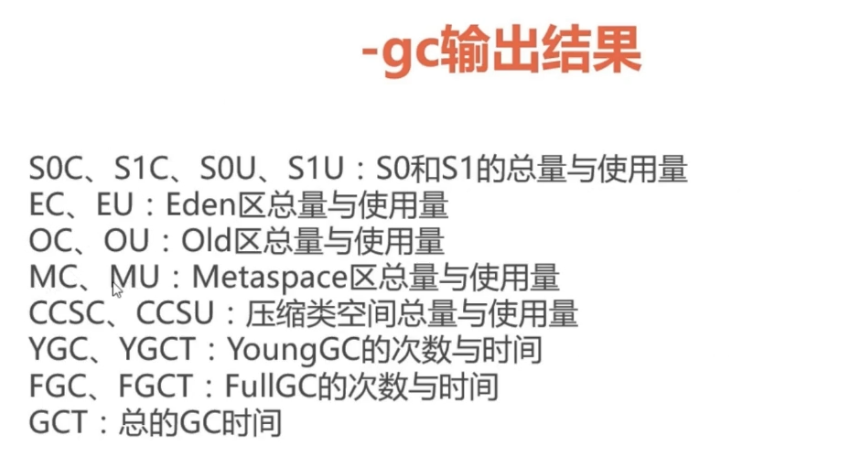 -gc输出结果
S0C、S1C、S0U、S1U：S0和S1的总量与使用量
EC、EU：Eden区总量与使用量
OC、OU：Old区总量与使用量
MC、MU：Metaspace区总量与使用量
CCSC、CCSU：压缩类空间总量与使用量
YGC、YGCT：YoungGC的次数与时间
FGC、FGCT：FullGC的次数与时间
GCT：总的GC时间